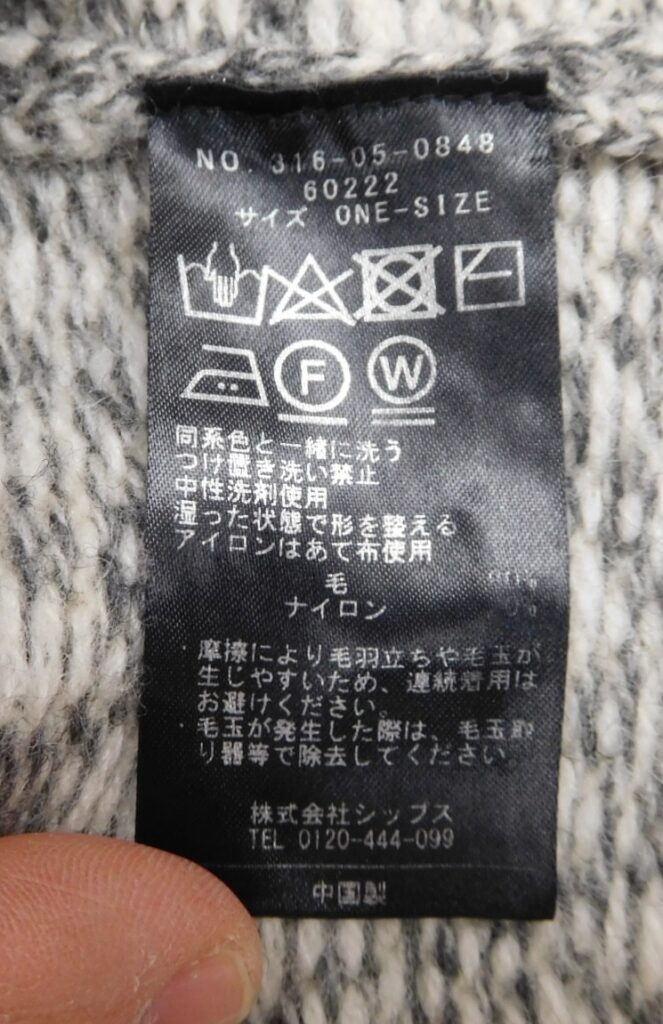 NO. 316-05-0848
60222
サイズ ONE-SIZE
F W
同系色と一緒に洗う
つけ置き洗い禁止
中性洗剤使用
湿った状態で形を整える
アイロンはあて布使用
毛
ナイロン
・摩擦により毛羽立ちや毛玉が
生じやすいため、連続着用は
お避けください。
・毛玉が発生した際は、毛玉取
り器等で除去してください。
株式会社シップス
TEL 0120-444-099
中国製